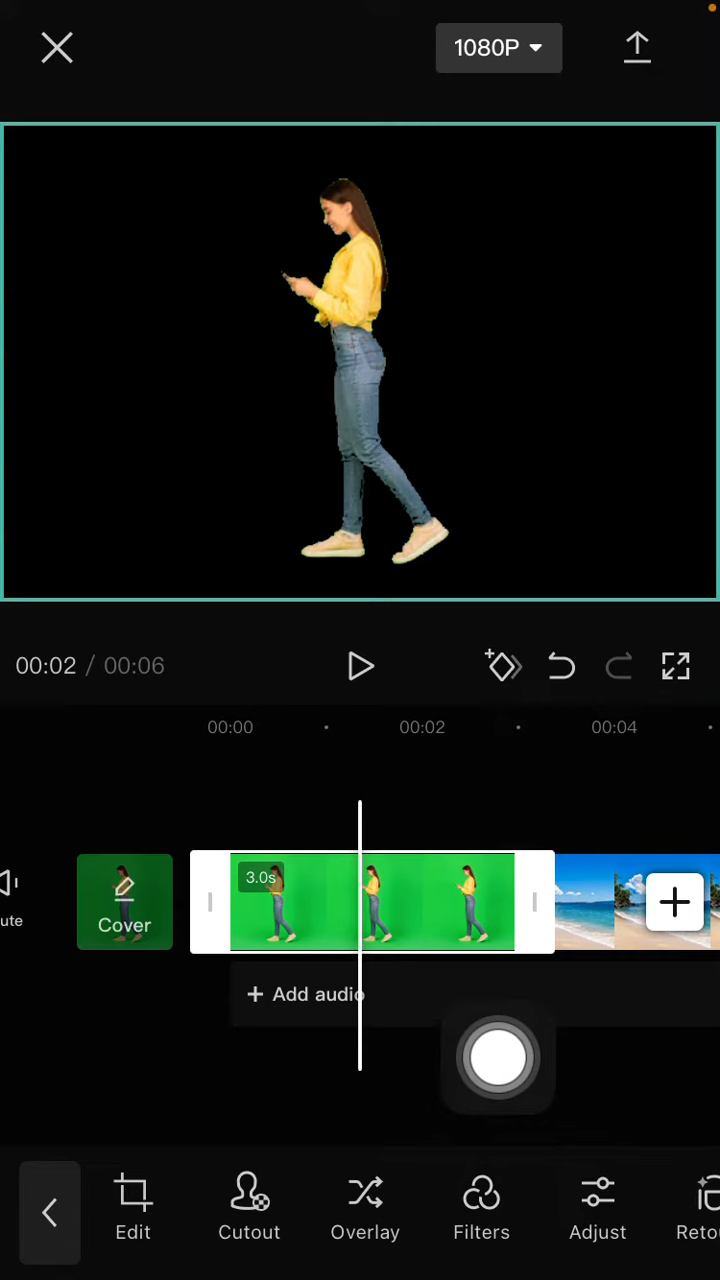 1080P
00:02 / 00:06
00:00 00:02 00:04
3.0s
Cover
ute
+ Add audio
Edit Cutout Overlay Filters Adjust Reto